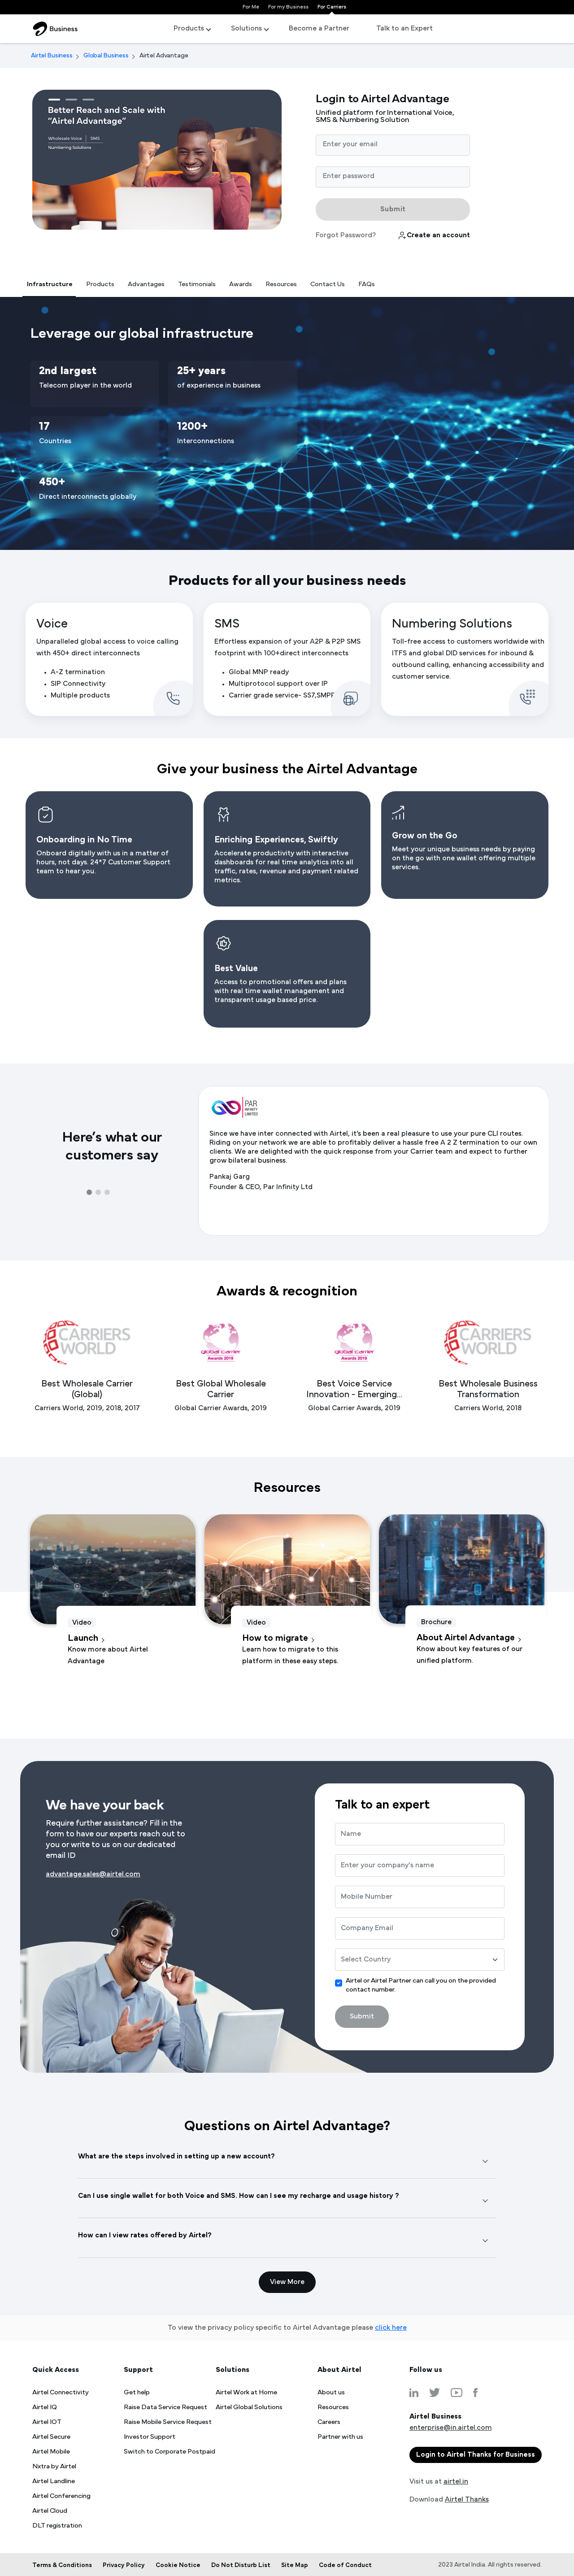 For Me For my Business For Carriers
Business Products Solutions Become a Partner Talk to an Expert
Airtel Business Global Business Airtel Advantage
Better Reach and Scale with
"Airtel Advantage"
Wholesale Voice SMS
Numbering Solutions
Login to Airtel Advantage
Unified platform for International Voice,
SMS & Numbering Solution
Enter your email
Enter password
Submit
Forgot Password? Create an account
Infrastructure Products Advantages Testimonials Awards Resources Contact Us FAQs
Leverage our global infrastructure
2nd largest
Telecom player in the world
25+ years
of experience in business
17
Countries
1200+
Interconnections
450+
Direct interconnects globally
Products for all your business needs
Voice
Unparalleled global access to voice calling
with 450+ direct interconnects
A-Z termination
SIP Connectivity
Multiple products
SMS
Effortless expansion of your A2P & P2P SMS
footprint with 100+direct interconnects
Global MNP ready
Multiprotocol support over IP
Carrier grade service- SS7,SMPP
Numbering Solutions
Toll-free access to customers worldwide with
ITFS and global DID services for inbound &
outbound calling, enhancing accessibility and
customer service.
Give your business the Airtel Advantage
Onboarding in No Time
Onboard digitally with us in a matter of
hours, not days. 24*7 Customer Support
team to hear you.
Enriching Experiences, Swiftly
Accelerate productivity with interactive
dashboards for real time analytics into all
traffic, rates, revenue and payment related
metrics.
Grow on the Go
Meet your unique business needs by paying
on the go with one wallet offering multiple
services.
Best Value
Access to promotional offers and plans
with real time wallet management and
transparent usage based price.
Here's what our
customers say
PAR
INFINITY
LIMITED
Since we have inter connected with Airtel, it's been a real pleasure to use your pure CLI routes.
Riding on your network we are able to profitably deliver a hassle free A 2 Z termination to our own
clients. We are delighted with the quick response from your Carrier team and expect to further
grow bilateral business.
Pankaj Garg
Founder & CEO, Par Infinity Ltd
Awards & recognition
CARRIERS
WORLD
global carrier
Awards 2019
global carrier
Awards 2019
CARRIERS
WORLD
Best Wholesale Carrier
(Global)
Carriers World, 2019, 2018, 2017
Best Global Wholesale
Carrier
Global Carrier Awards, 2019
Best Voice Service
Innovation - Emerging...
Global Carrier Awards, 2019
Best Wholesale Business
Transformation
Carriers World, 2018
Resources
Video
Launch
Know more about Airtel
Advantage
Video
How to migrate
Learn how to migrate to this
platform in these easy steps.
Brochure
About Airtel Advantage
Know about key features of our
unified platform.
We have your back
Require further assistance? Fill in the
form to have our experts reach out to
you or write to us on our dedicated
email ID
advantage.sales@airtel.com
Talk to an expert
Name
Enter your company's name
Mobile Number
Company Email
Select Country
Airtel or Airtel Partner can call you on the provided
contact number.
Submit
Questions on Airtel Advantage?
What are the steps involved in setting up a new account?
Can I use single wallet for both Voice and SMS. How can I see my recharge and usage history ?
How can I view rates offered by Airtel?
View More
To view the privacy policy specific to Airtel Advantage please click here
Quick Access
Airtel Connectivity
Airtel IQ
Airtel IOT
Airtel Secure
Airtel Mobile
Nxtra by Airtel
Airtel Landline
Airtel Conferencing
Airtel Cloud
DLT registration
Support
Get help
Raise Data Service Request
Raise Mobile Service Request
Investor Support
Switch to Corporate Postpaid
Solutions
Airtel Work at Home
Airtel Global Solutions
About Airtel
About us
Resources
Careers
Partner with us
Follow us
Airtel Business
enterprise@in.airtel.com
Login to Airtel Thanks for Business
Visit us at airtel.in
Download Airtel Thanks
Terms & Conditions Privacy Policy Cookie Notice Do Not Disturb List Site Map Code of Conduct 2023 Airtel India. All rights reserved.